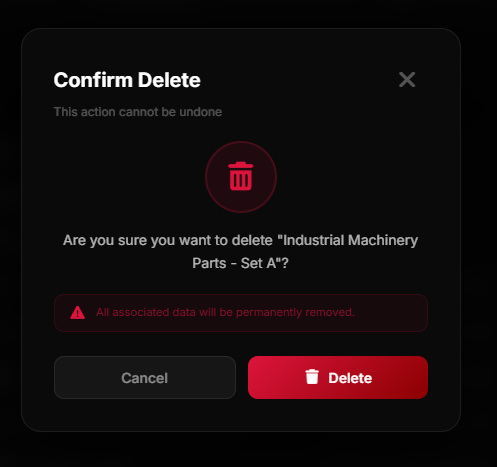 Confirm Delete
This action cannot be undone
Are you sure you want to delete "Industrial Machinery
Parts - Set A"?
All associated data will be permanently removed.
Cancel
Delete